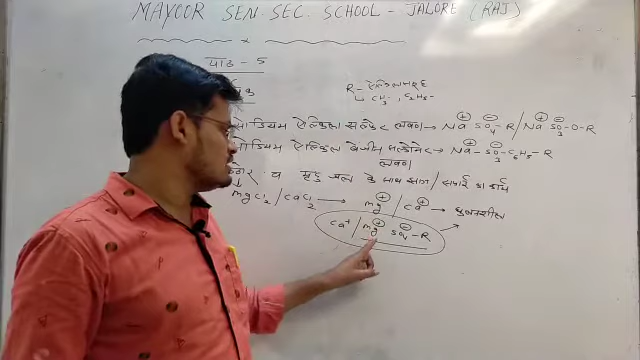 MAYOOR SEN. SEC. SCHOOL - JALORE (RAJ)
पाठ - 5
R - ऐल्किल समूह
CH3-, C2H5-
सोडियम ऐल्किल सल्फेट लवण → Na⊕ SO4⊖ - R / Na⊕ SO3⊖ - O - R
सोडियम ऐल्किल बेंजीन सल्फोनेट → Na⊕ - SO3⊖ - C6H5 - R
लवण
कठोर व मृदु जल के साथ साबुन / का कार्य
MgCl2 / CaCl2 → Mg⊕ / Ca⊕ → घुलनशील
Ca+ / Mg⊕ SO4⊖ - R →